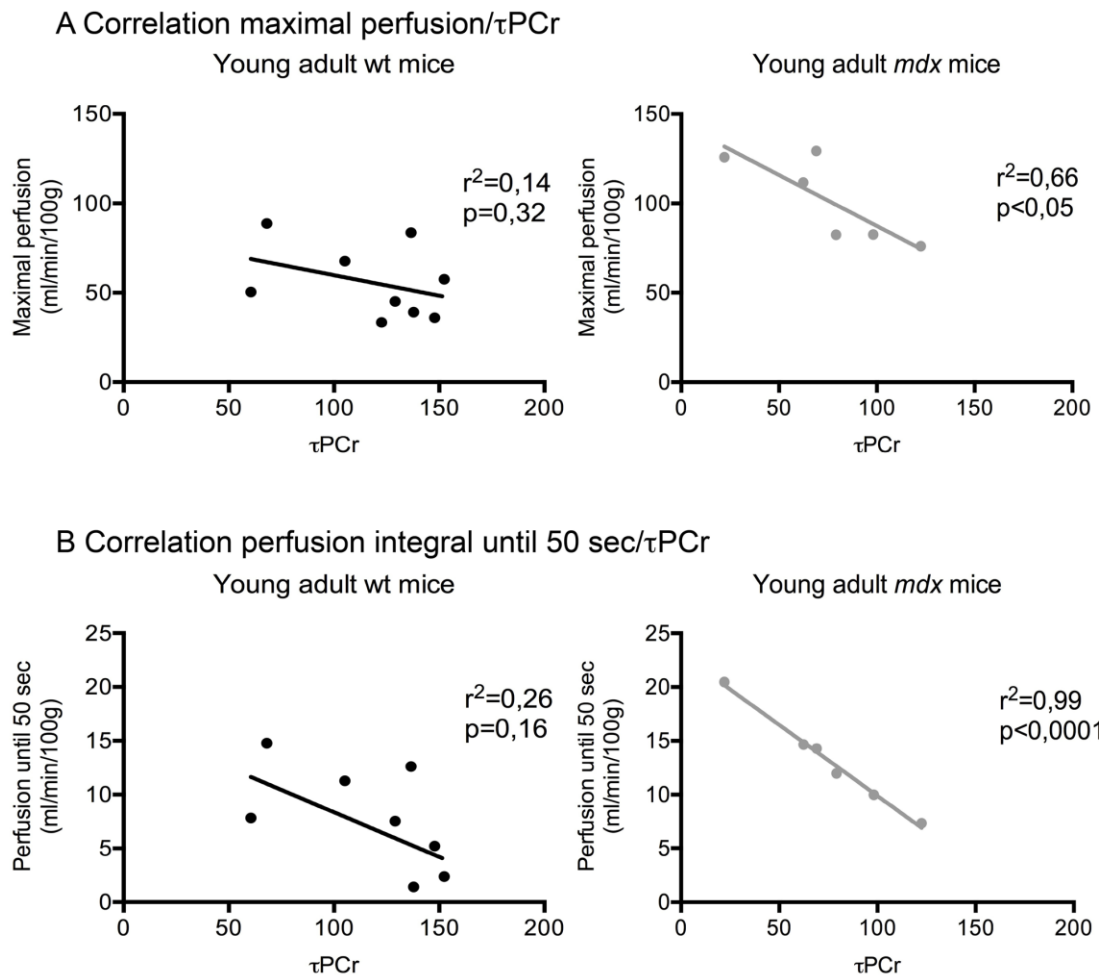 A Correlation maximal perfusion/τPCr
Young adult wt mice
Young adult mdx mice
Maximal perfusion
(ml/min/100g)
150
100
50
0
r²=0,14
p=0,32
0 50 100 150 200
τPCr
Maximal perfusion
(ml/min/100g)
150
100
50
0
r²=0,66
p<0,05
0 50 100 150 200
τPCr
B Correlation perfusion integral until 50 sec/τPCr
Young adult wt mice
Young adult mdx mice
Perfusion until 50 sec
(ml/min/100g)
25
20
15
10
5
0
r²=0,26
p=0,16
0 50 100 150 200
τPCr
Perfusion until 50 sec
(ml/min/100g)
25
20
15
10
5
0
r²=0,99
p<0,0001
0 50 100 150 200
τPCr